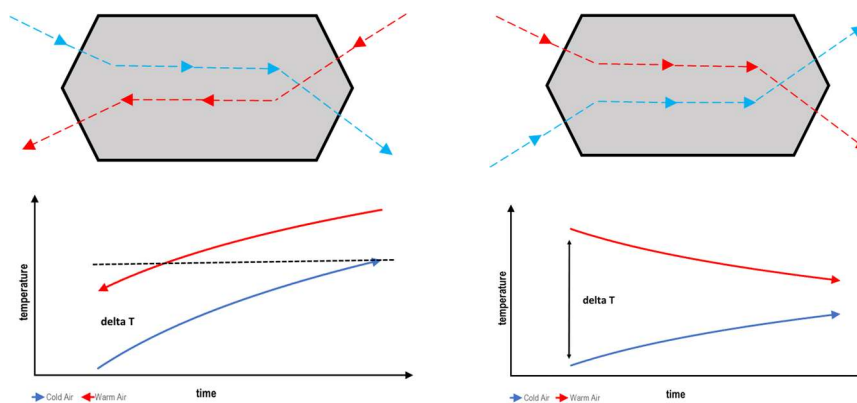 temperature
delta T
time
Cold Air
Warm Air
temperature
delta T
time
Cold Air
Warm Air